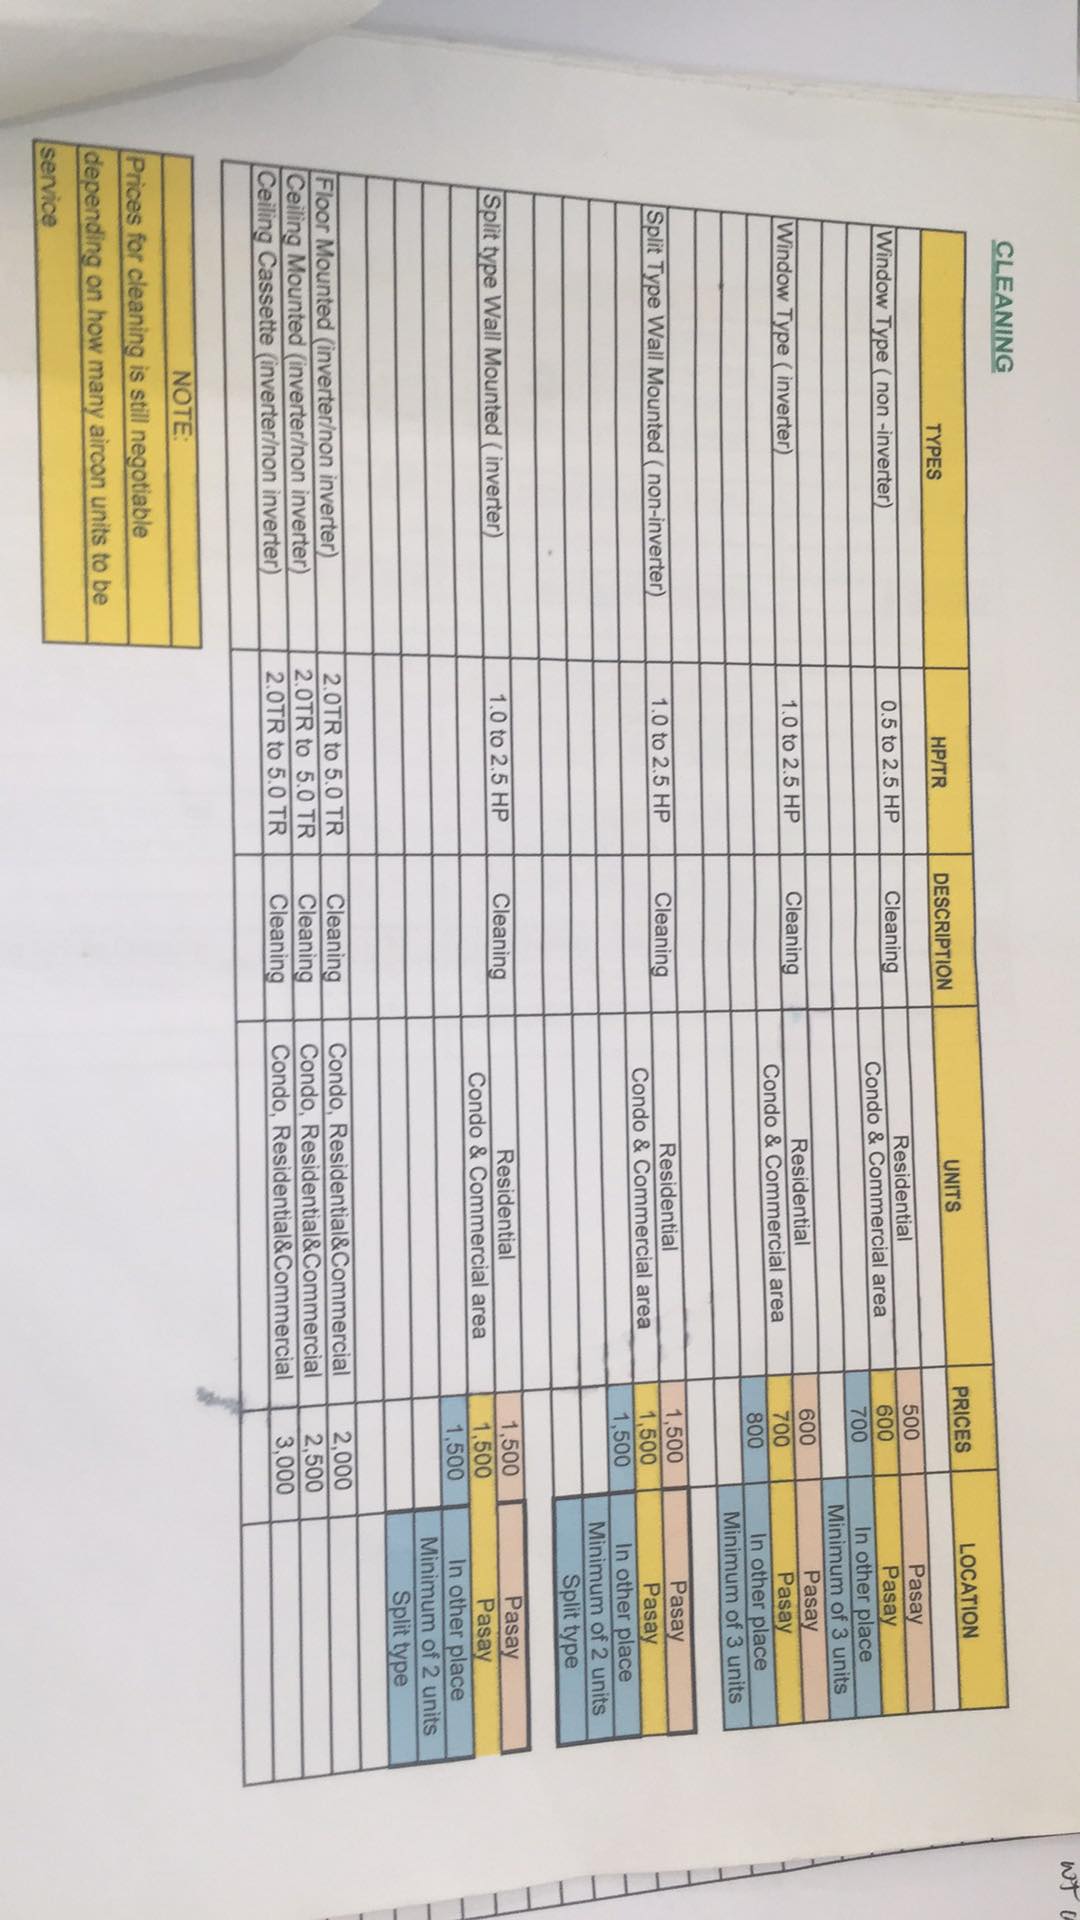 CLEANING
TYPES HP/TR DESCRIPTION UNITS PRICES LOCATION
Window Type ( non -inverter) 0.5 to 2.5 HP Cleaning Residential 500 Pasay
Condo & Commercial area 600 Pasay
700 In other place
Minimum of 3 units
Window Type ( inverter) 1.0 to 2.5 HP Cleaning Residential 600 Pasay
Condo & Commercial area 700 Pasay
800 In other place
Minimum of 3 units
Split Type Wall Mounted ( non-inverter) 1.0 to 2.5 HP Cleaning Residential 1,500 Pasay
Condo & Commercial area 1,500 Pasay
1,500 In other place
Minimum of 2 units
Split type
Split type Wall Mounted ( inverter) 1.0 to 2.5 HP Cleaning Residential 1,500 Pasay
Condo & Commercial area 1,500 Pasay
1,500 In other place
Minimum of 2 units
Split type
Floor Mounted (inverter/non inverter) 2.0TR to 5.0 TR Cleaning Condo, Residential&Commercial 2,000
Ceiling Mounted (inverter/non inverter) 2.0TR to 5.0 TR Cleaning Condo, Residential&Commercial 2,500
Ceiling Cassette (inverter/non inverter) 2.0TR to 5.0 TR Cleaning Condo, Residential&Commercial 3,000
NOTE:
Prices for cleaning is still negotiable
depending on how many aircon units to be
service